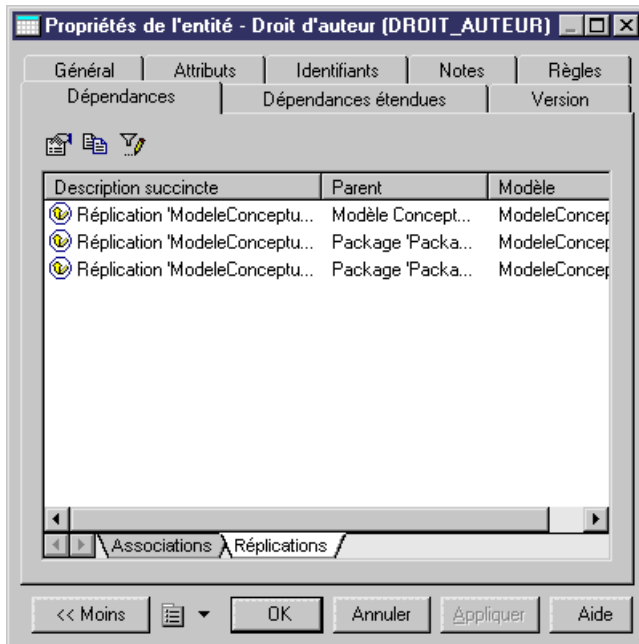 Propriétés de l'entité - Droit d'auteur (DROIT_AUTEUR)
Général Attributs Identifiants Notes Règles
Dépendances Dépendances étendues Version
Description succincte Parent Modèle
Réplication 'ModeleConceptu... Modèle Concept... ModeleConcep
Réplication 'ModeleConceptu... Package 'Packa... ModeleConcep
Réplication 'ModeleConceptu... Package 'Packa... ModeleConcep
Associations Réplications
<< Moins OK Annuler Appliquer Aide